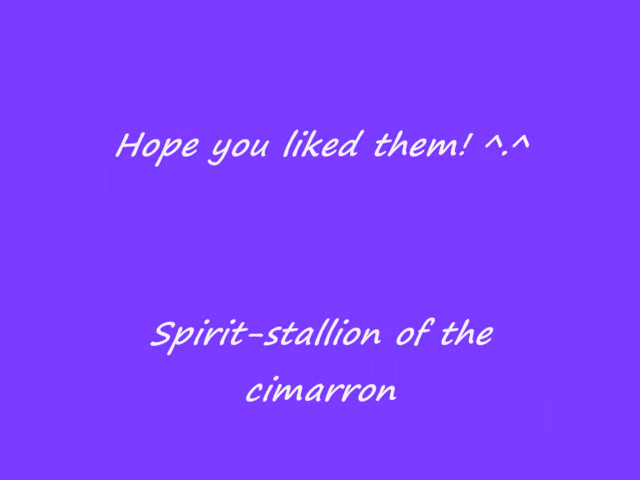 Hope you liked them! ^.^
Spirit-stallion of the
cimarron